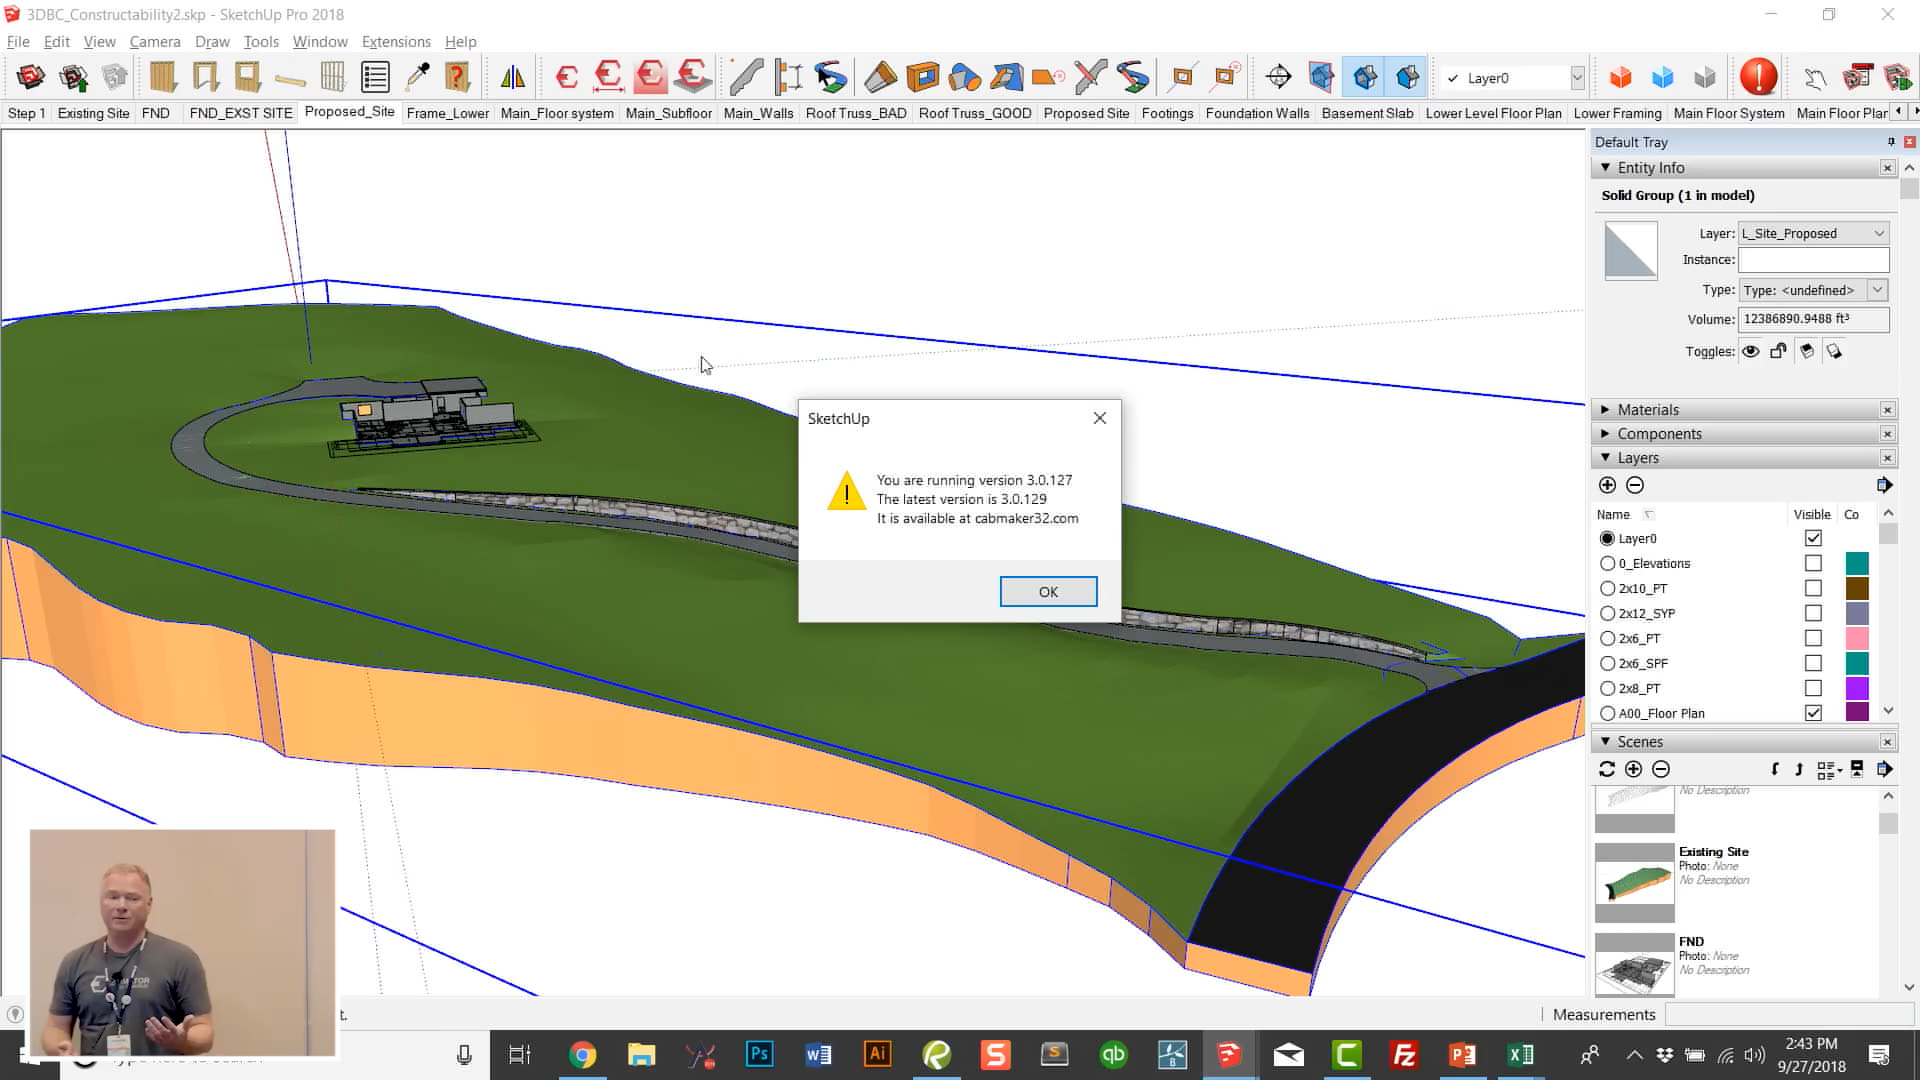 3DBC_Constructability2.skp - SketchUp Pro 2018
File Edit View Camera Draw Tools Window Extensions Help
Layer0
Step 1 Existing Site FND FND_EXST SITE Proposed_Site Frame_Lower Main_Floor system Main_Subfloor Main_Walls Roof Truss_BAD Roof Truss_GOOD Proposed Site Footings Foundation Walls Basement Slab Lower Level Floor Plan Lower Framing Main Floor System Main Floor Plar
Default Tray
Entity Info
Solid Group (1 in model)
Layer: L_Site_Proposed
Instance:
Type: Type: <undefined>
Volume: 12386890.9488 ft³
Toggles:
Materials
Components
Layers
Name Visible Co
Layer0
0_Elevations
2x10_PT
2x12_SYP
2x6_PT
2x6_SPF
2x8_PT
A00_Floor Plan
Scenes
No Description
Existing Site
Photo: None
No Description
FND
Photo: None
No Description
SketchUp
You are running version 3.0.127
The latest version is 3.0.129
It is available at cabmaker32.com
OK
t.
Measurements
Ps
Ai
S
S
qb
C
Fz
2:43 PM
9/27/2018